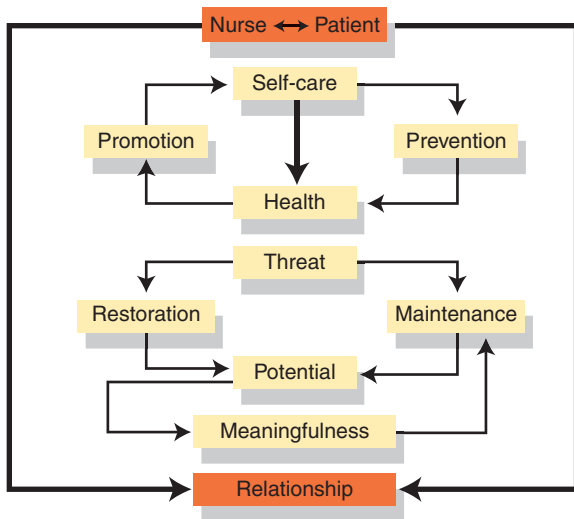 Nurse ↔ Patient
Self-care
Promotion
Prevention
Health
Threat
Restoration
Maintenance
Potential
Meaningfulness
Relationship